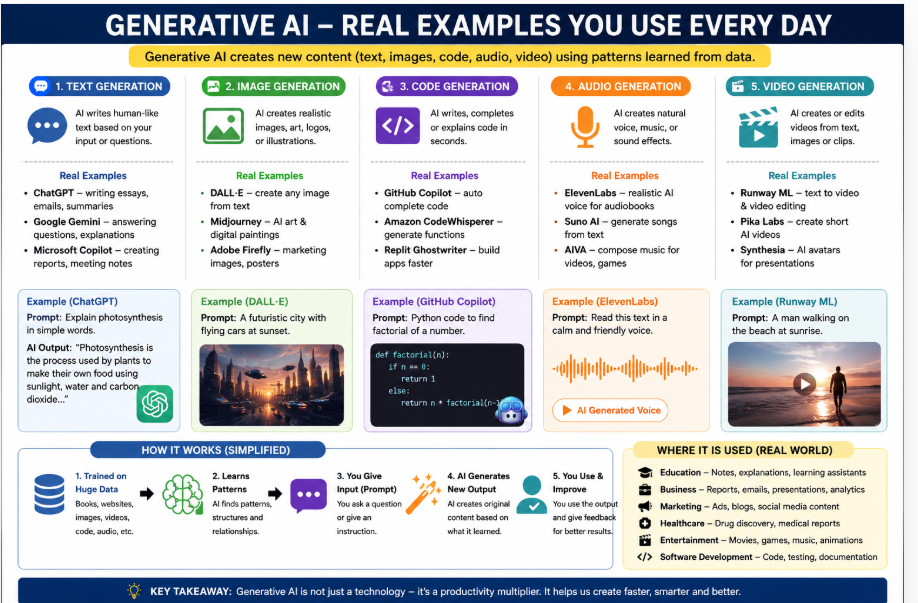 GENERATIVE AI – REAL EXAMPLES YOU USE EVERY DAY
Generative AI creates new content (text, images, code, audio, video) using patterns learned from data.
1. TEXT GENERATION
AI writes human-like
text based on your
input or questions.
Real Examples
• ChatGPT – writing essays,
emails, summaries
• Google Gemini – answering
questions, explanations
• Microsoft Copilot – creating
reports, meeting notes
2. IMAGE GENERATION
AI creates realistic
images, art, logos,
or illustrations.
Real Examples
• DALL·E – create any image
from text
• Midjourney – AI art &
digital paintings
• Adobe Firefly – marketing
images, posters
3. CODE GENERATION
</>
AI writes, completes
or explains code in
seconds.
Real Examples
• GitHub Copilot – auto
complete code
• Amazon CodeWhisperer –
generate functions
• Replit Ghostwriter – build
apps faster
4. AUDIO GENERATION
AI creates natural
voice, music, or
sound effects.
Real Examples
• ElevenLabs – realistic AI
voice for audiobooks
• Suno AI – generate songs
from text
• AIVA – compose music for
videos, games
5. VIDEO GENERATION
AI creates or edits
videos from text,
images or clips.
Real Examples
• Runway ML – text to video
& video editing
• Pika Labs – create short
AI videos
• Synthesia – AI avatars
for presentations
Example (ChatGPT)
Prompt: Explain photosynthesis
in simple words.
AI Output: "Photosynthesis is
the process used by plants to
make their own food using
sunlight, water and carbon
dioxide..."
Example (DALL·E)
Prompt: A futuristic city with
flying cars at sunset.
Example (GitHub Copilot)
Prompt: Python code to find
factorial of a number.
def factorial(n):
if n == 0:
return 1
else:
return n * factorial(n-1
Example (ElevenLabs)
Prompt: Read this text in a
calm and friendly voice.
AI Generated Voice
Example (Runway ML)
Prompt: A man walking on
the beach at sunrise.
HOW IT WORKS (SIMPLIFIED)
1. Trained on
Huge Data
Books, websites,
images, videos,
code, audio, etc.
2. Learns
Patterns
AI finds patterns,
structures and
relationships.
3. You Give
Input (Prompt)
You ask a question
or give an
instruction.
4. AI Generates
New Output
AI creates original
content based on
what it learned.
5. You Use &
Improve
You use the output
and give feedback
for better results.
WHERE IT IS USED (REAL WORLD)
Education – Notes, explanations, learning assistants
Business – Reports, emails, presentations, analytics
Marketing – Ads, blogs, social media content
Healthcare – Drug discovery, medical reports
Entertainment – Movies, games, music, animations
</> Software Development – Code, testing, documentation
KEY TAKEAWAY: Generative AI is not just a technology – it's a productivity multiplier. It helps us create faster, smarter and better.